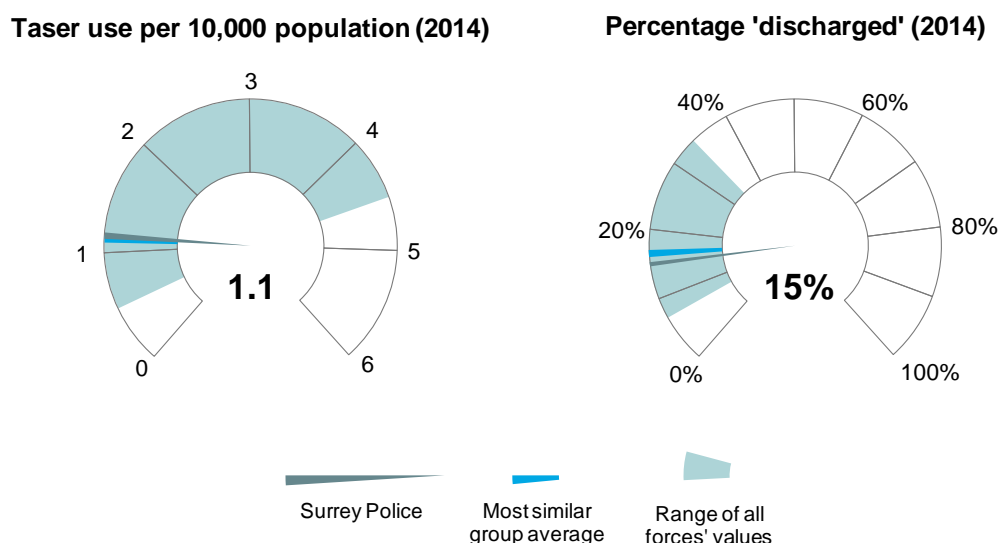 Taser use per 10,000 population (2014)
0
1
2
3
4
5
6
1.1
Percentage 'discharged' (2014)
0%
20%
40%
60%
80%
100%
15%
Surrey Police
Most similar
group average
Range of all
forces' values